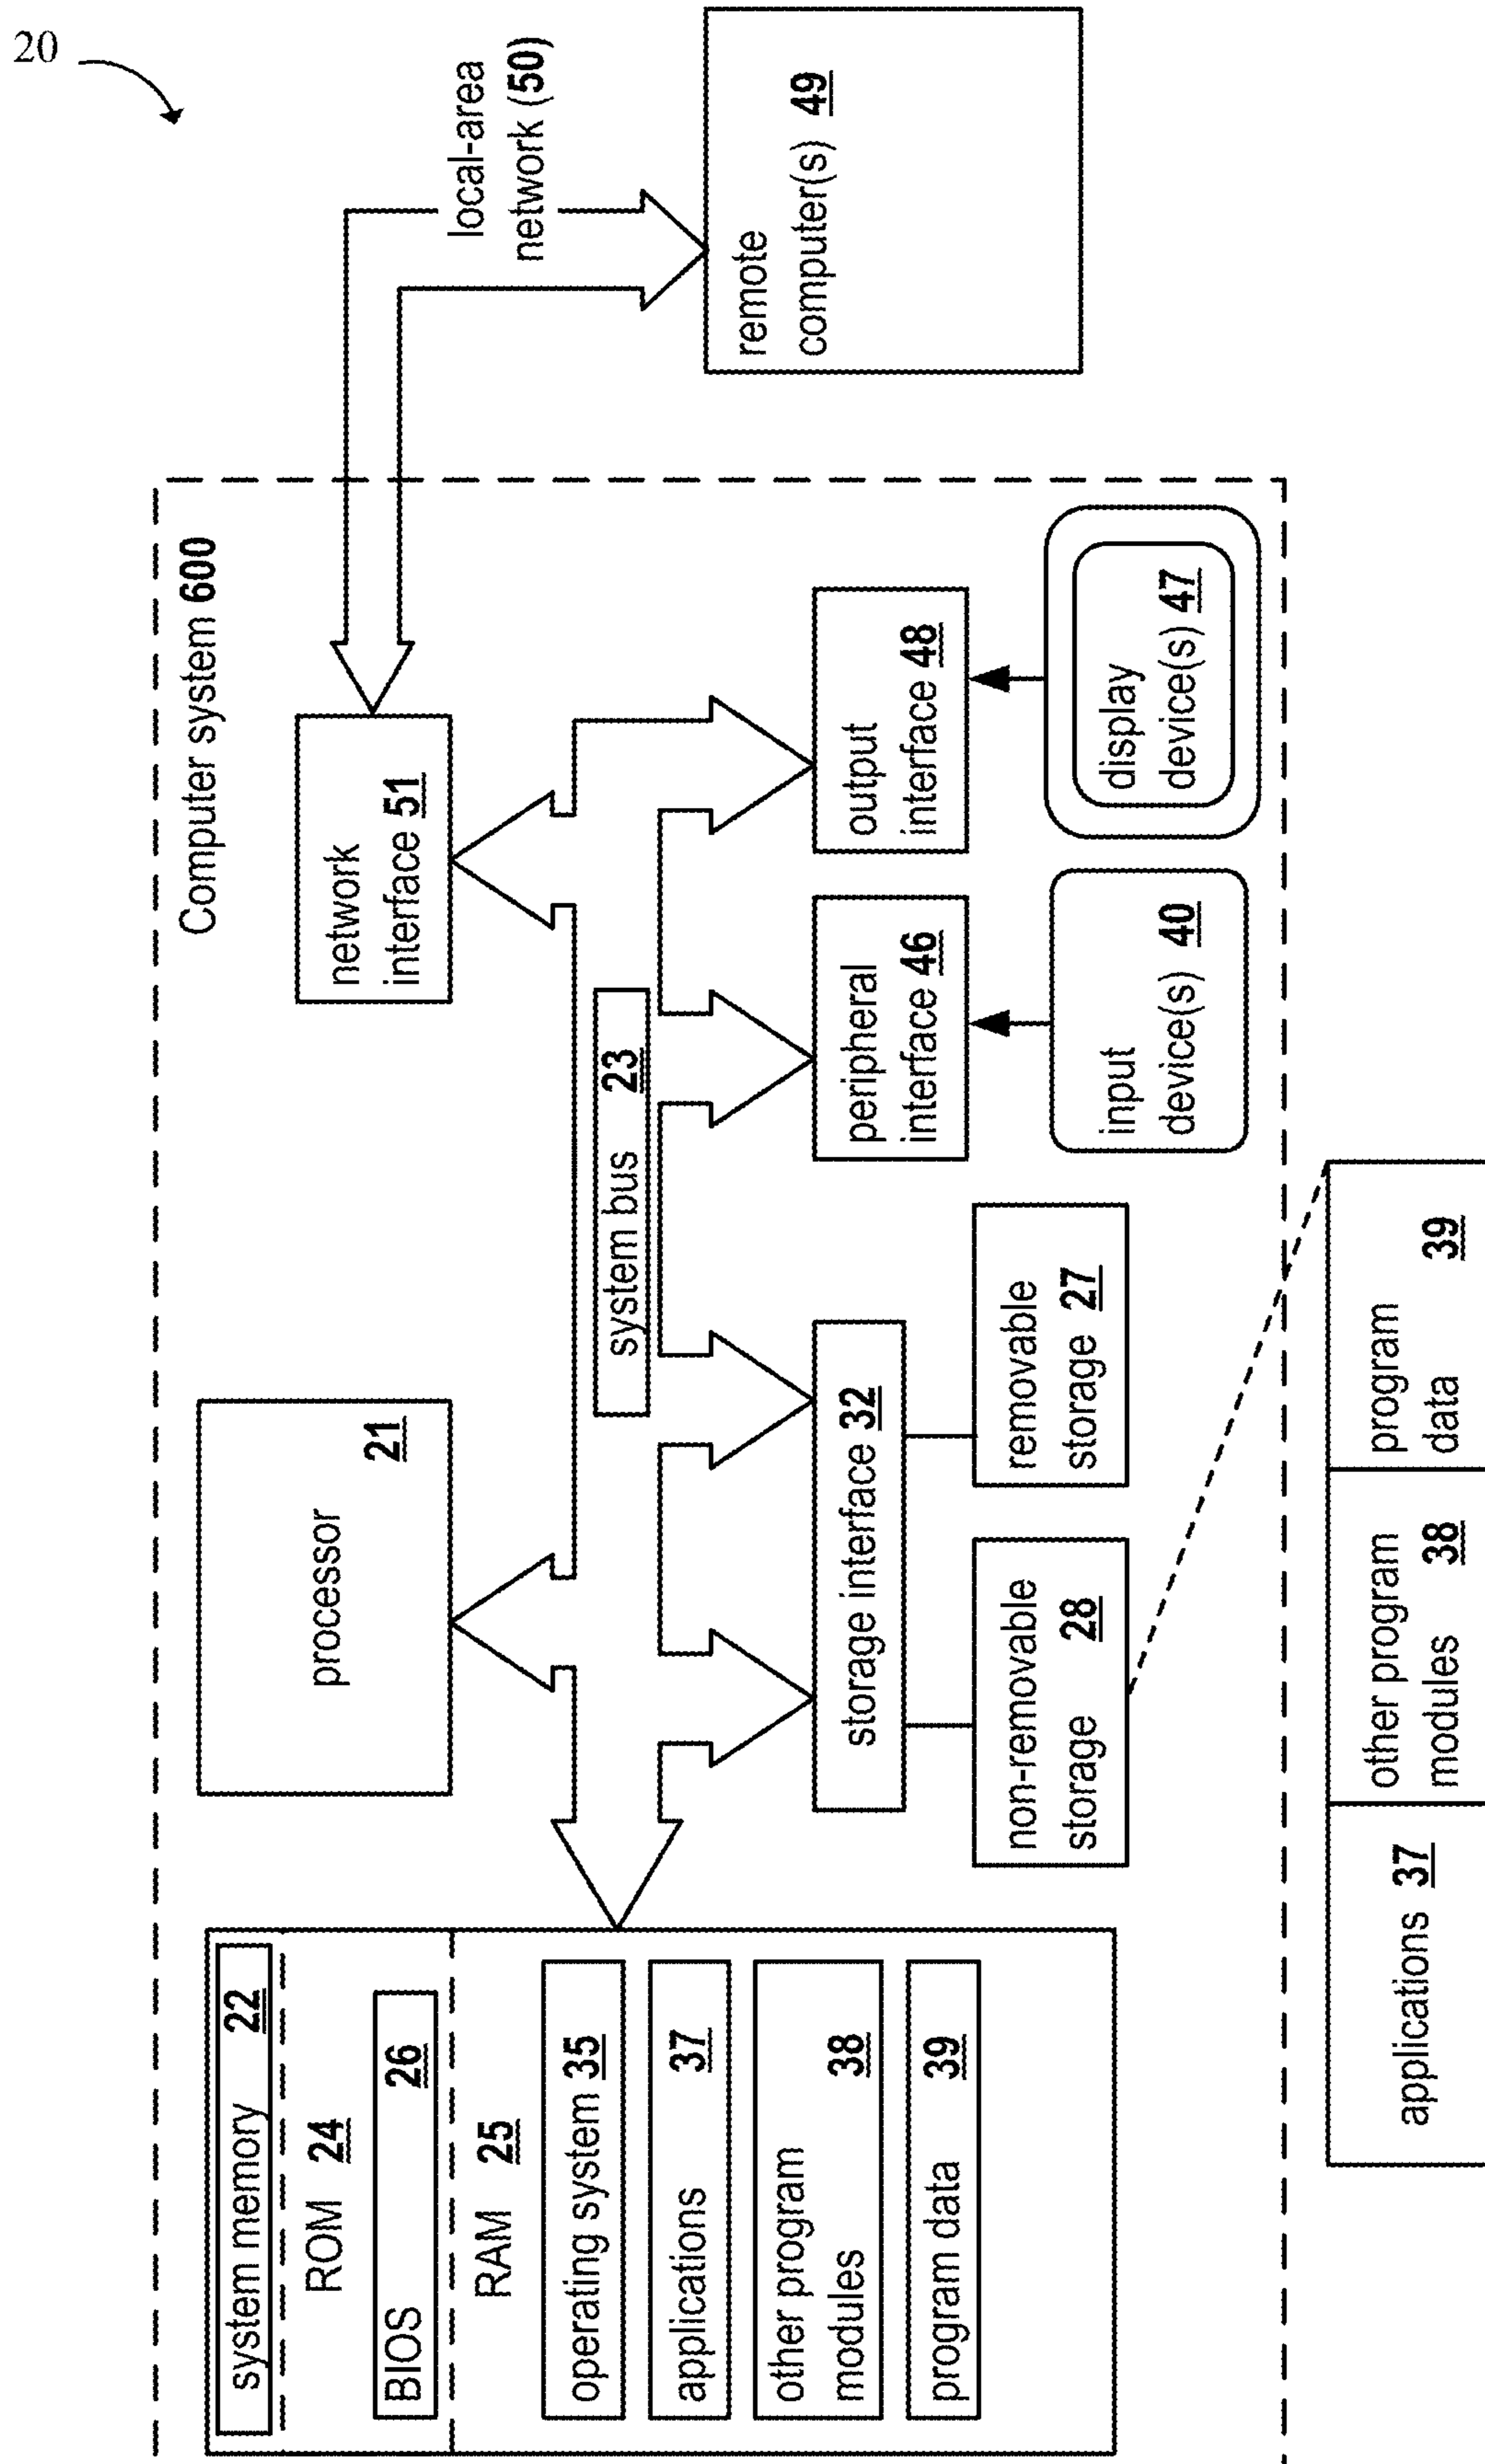 20
Computer system 600
system memory 22
ROM 24
BIOS 26
RAM 25
operating system 35
applications 37
other program
modules 38
program data 39
processor
21
network
interface 51
local-area
network (50)
system bus 23
storage interface 32
non-removable
storage 28
removable
storage 27
peripheral
interface 46
output
interface 48
input
device(s) 40
display
device(s) 47
remote
computer(s) 49
applications 37
other program
modules 38
program
data 39